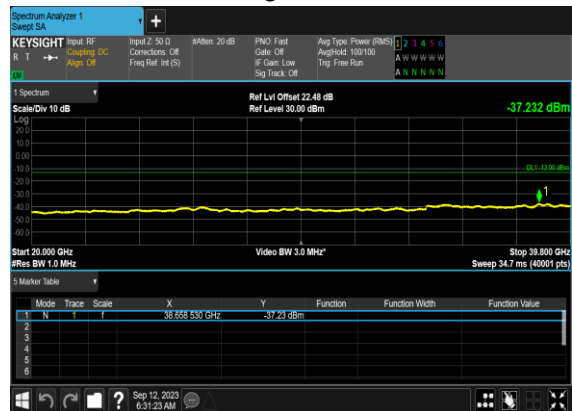 Spectrum Analyzer 1
Swept SA
+
KEYSIGHT Input: RF Input Z: 50 Ω #Atten: 20 dB PNO: Fast Avg Type: Power (RMS) 1 2 3 4 5 6
R T Coupling: DC Corrections: Off Gate: Off Avg|Hold: 100/100 A W W W W W
Align: Off Freq Ref: Int (S) IF Gain: Low Trig: Free Run
LXI Sig Track: Off A N N N N N
1 Spectrum Ref Lvl Offset 22.48 dB
Scale/Div 10 dB Ref Level 30.00 dBm -37.232 dBm
Log
20.0
10.0
0.00
-10.0 DL1 -13.00 dBm
-20.0
-30.0 1
-40.0
-50.0
-60.0
Start 20.000 GHz Video BW 3.0 MHz* Stop 39.800 GHz
#Res BW 1.0 MHz Sweep 34.7 ms (40001 pts)
5 Marker Table
Mode Trace Scale X Y Function Function Width Function Value
1 N 1 f 38.658 530 GHz -37.23 dBm
2
3
4
5
6
? Sep 12, 2023
6:31:23 AM